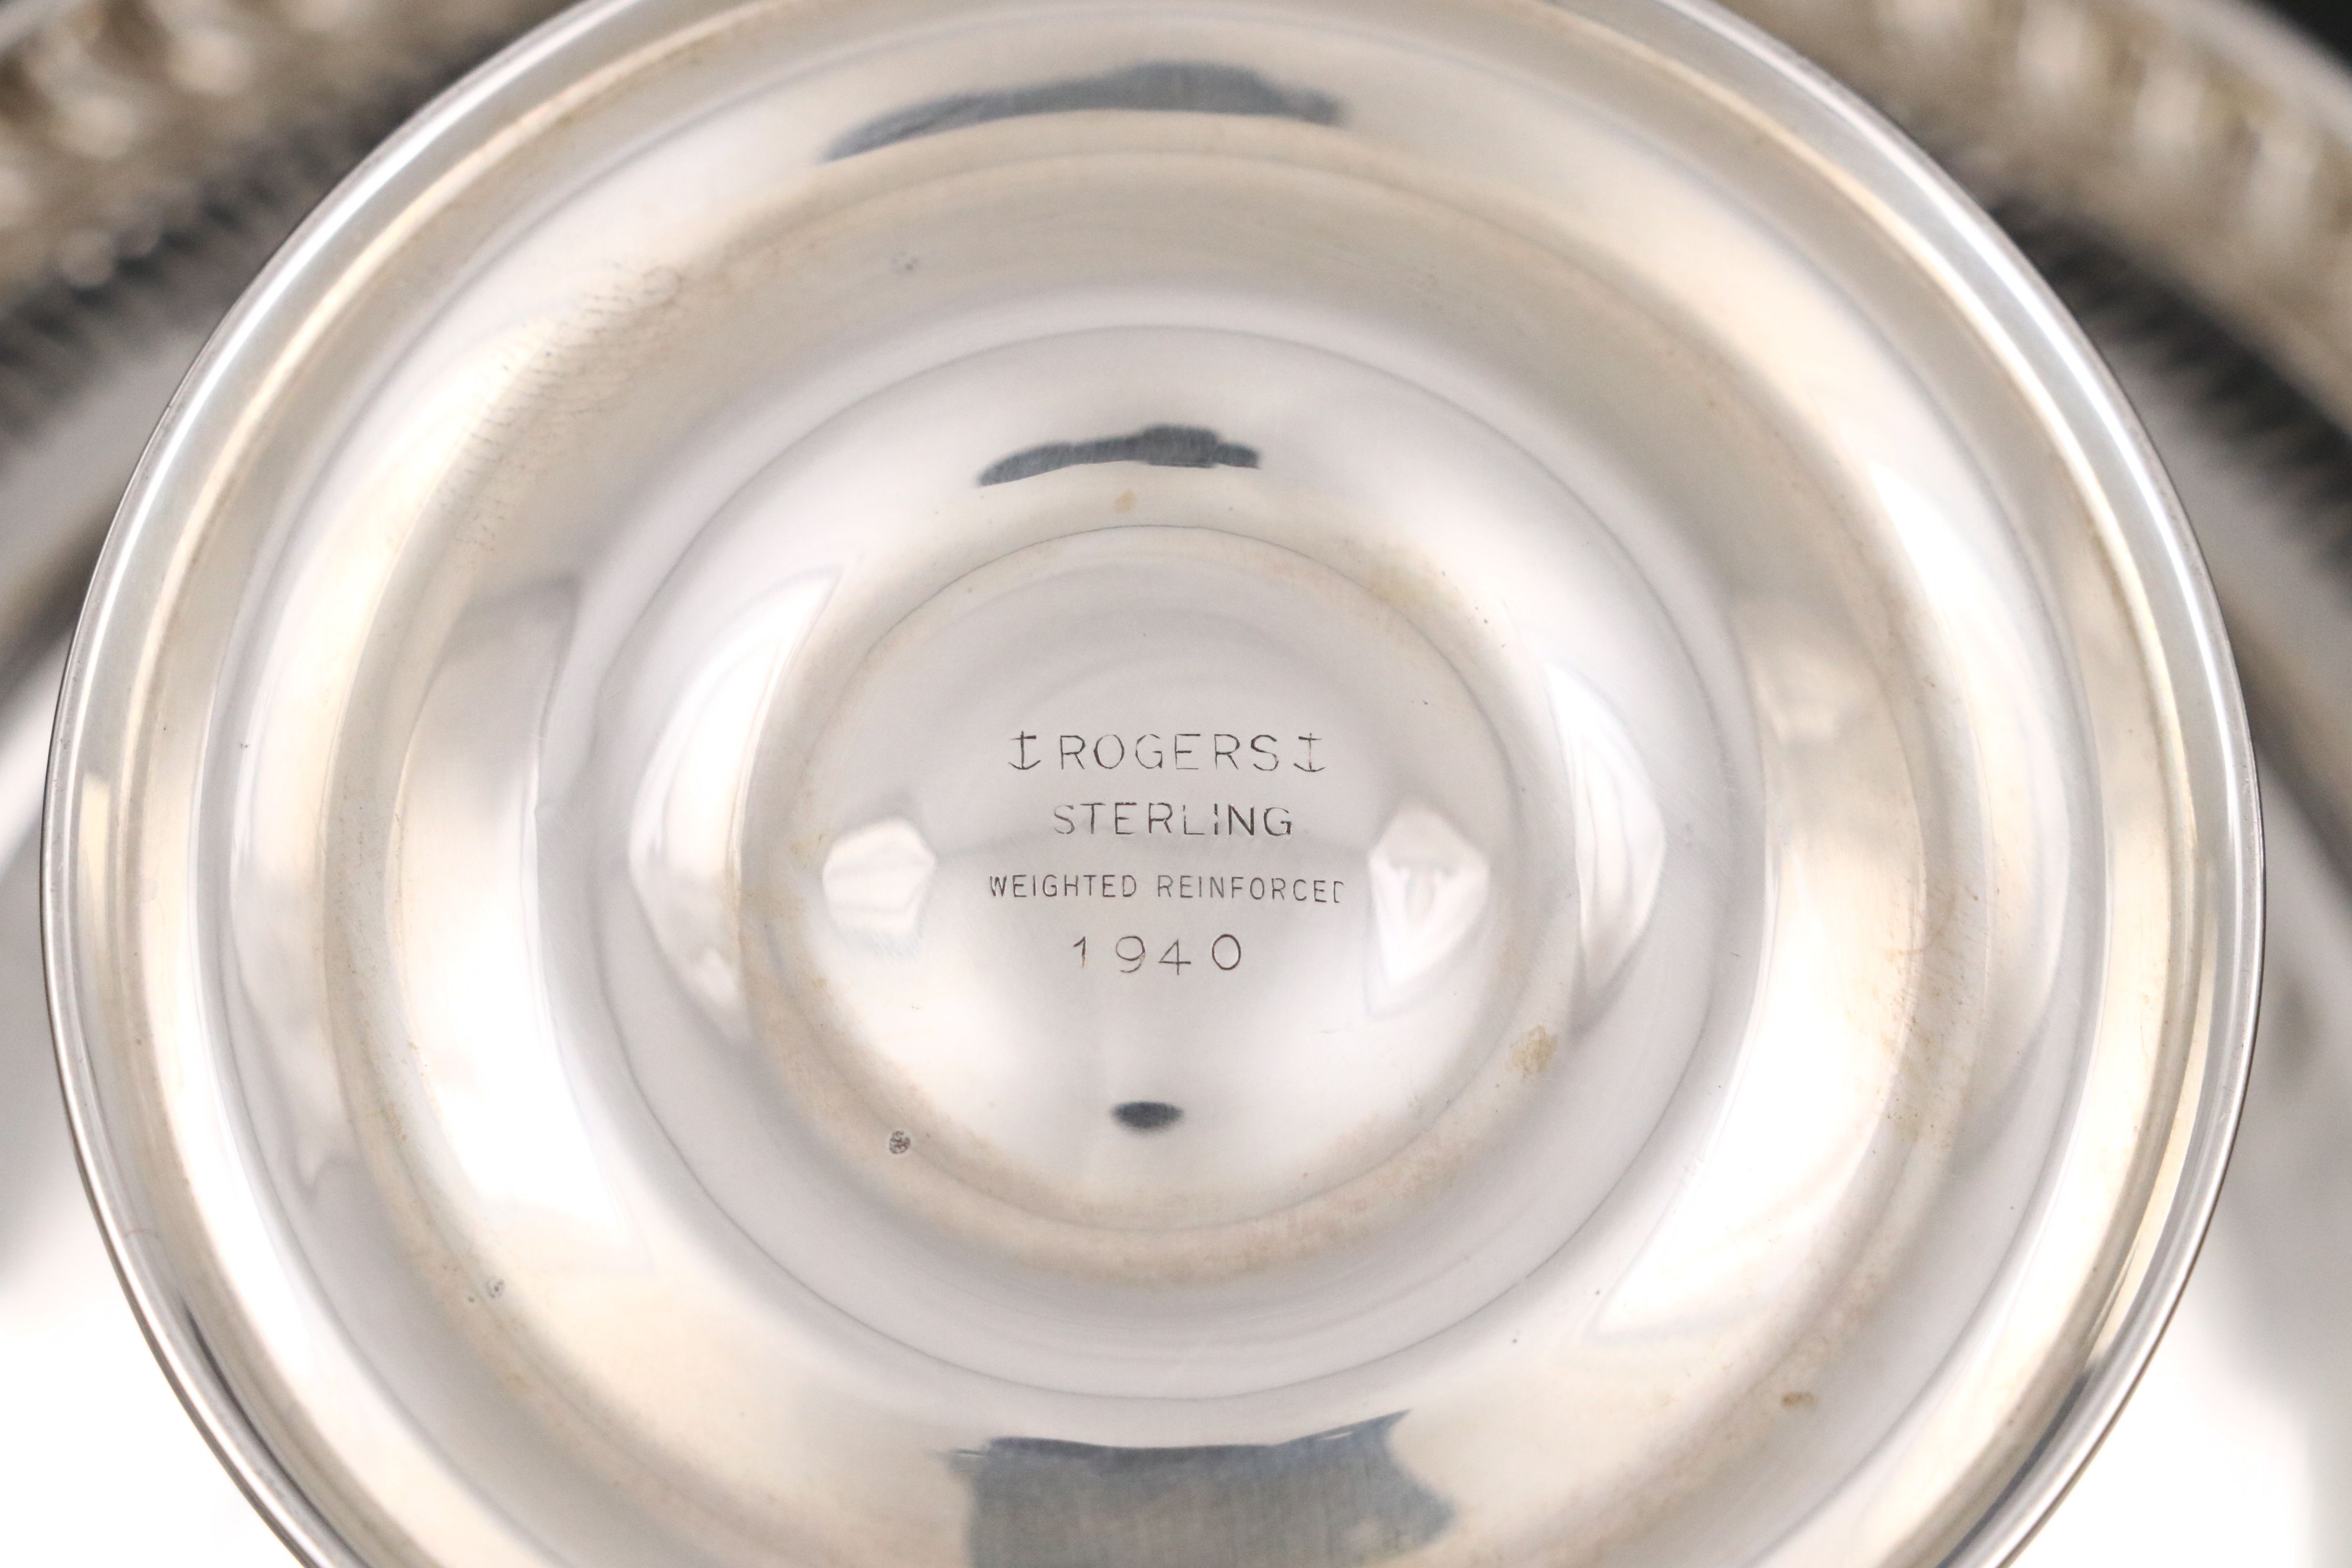 ⚓ROGERS⚓
STERLING
WEIGHTED REINFORCED
1940